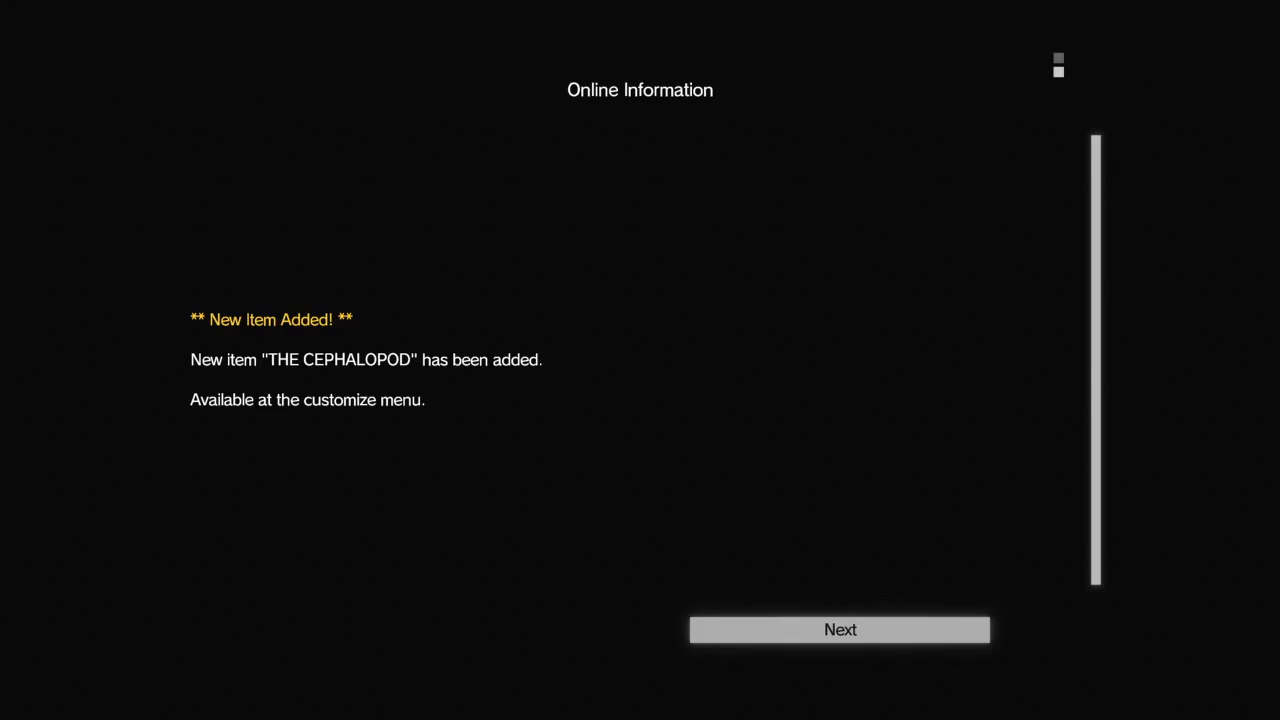 Online Information
** New Item Added! **
New item "THE CEPHALOPOD" has been added.
Available at the customize menu.
Next